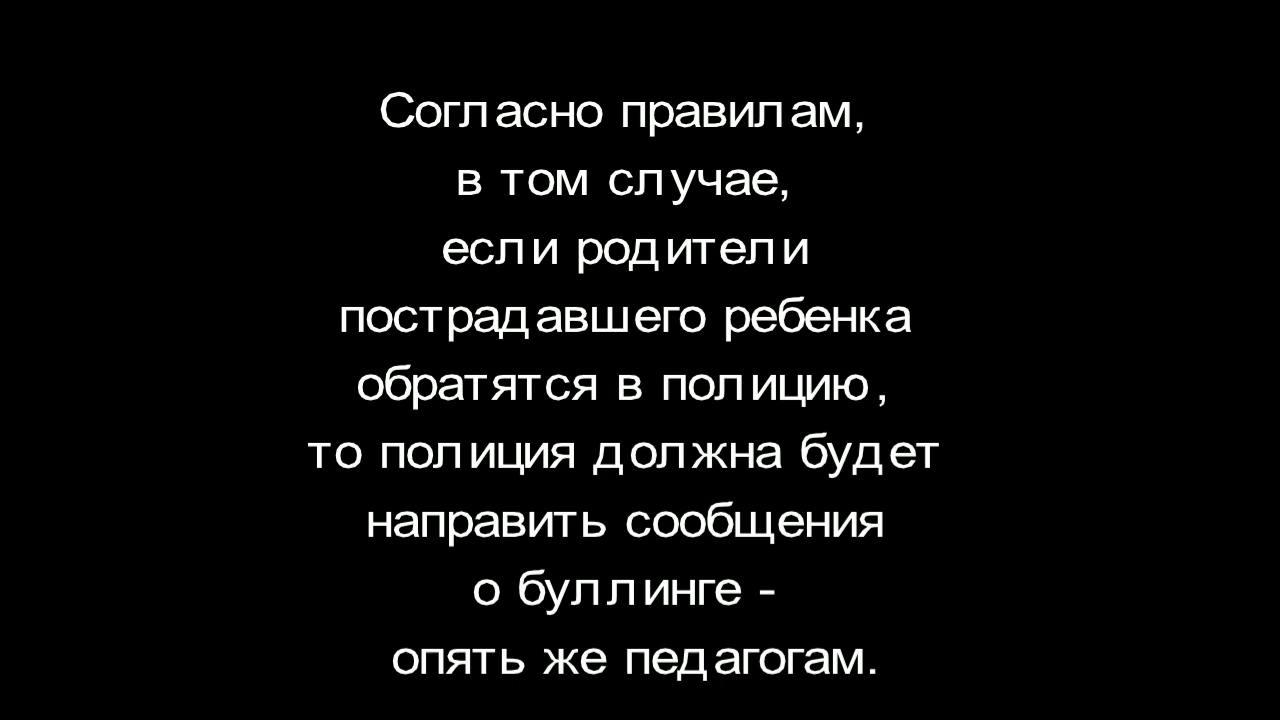 Согласно правилам,
в том случае,
если родители
пострадавшего ребенка
обратятся в полицию,
то полиция должна будет
направить сообщения
о буллинге -
опять же педагогам.